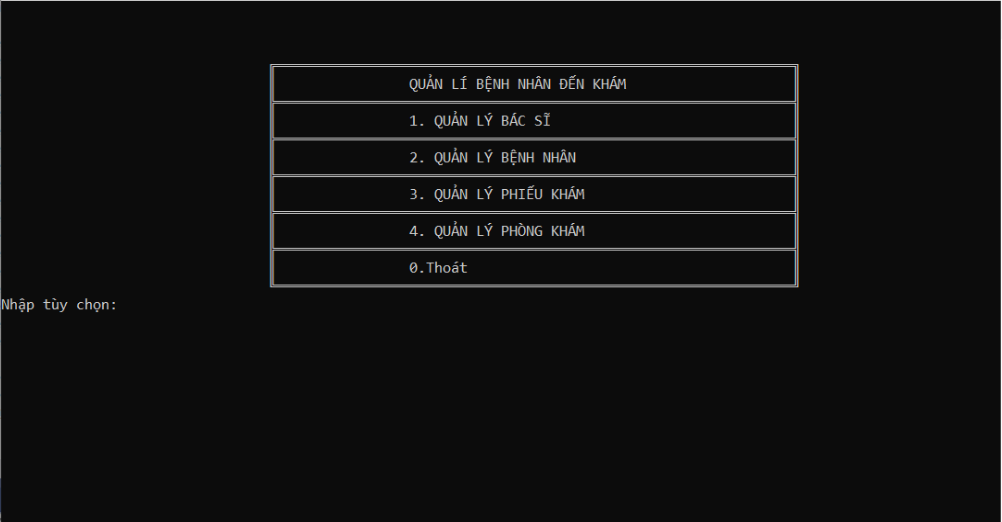 QUẢN LÍ BỆNH NHÂN ĐẾN KHÁM
1. QUẢN LÝ BÁC SĨ
2. QUẢN LÝ BỆNH NHÂN
3. QUẢN LÝ PHIẾU KHÁM
4. QUẢN LÝ PHÒNG KHÁM
0.Thoát
Nhập tùy chọn: